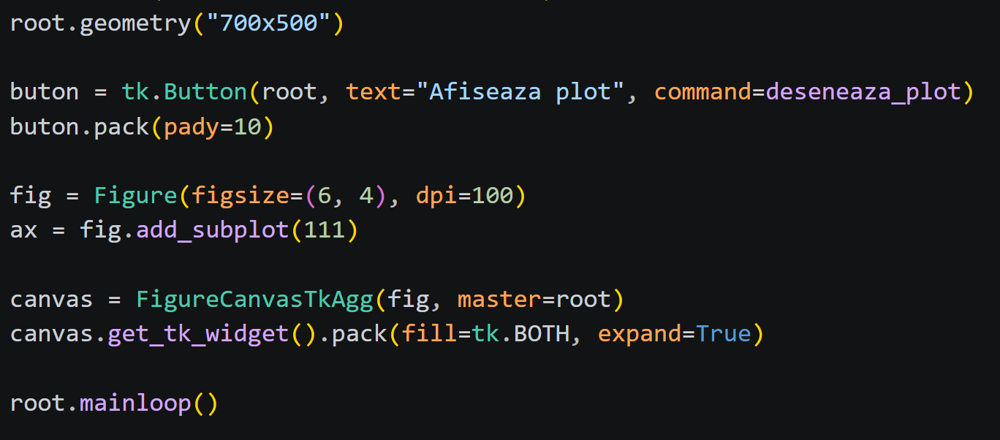 root.geometry("700x500")
buton = tk.Button(root, text="Afiseaza plot", command=deseneaza_plot)
buton.pack(pady=10)
fig = Figure(figsize=(6, 4), dpi=100)
ax = fig.add_subplot(111)
canvas = FigureCanvasTkAgg(fig, master=root)
canvas.get_tk_widget().pack(fill=tk.BOTH, expand=True)
root.mainloop()